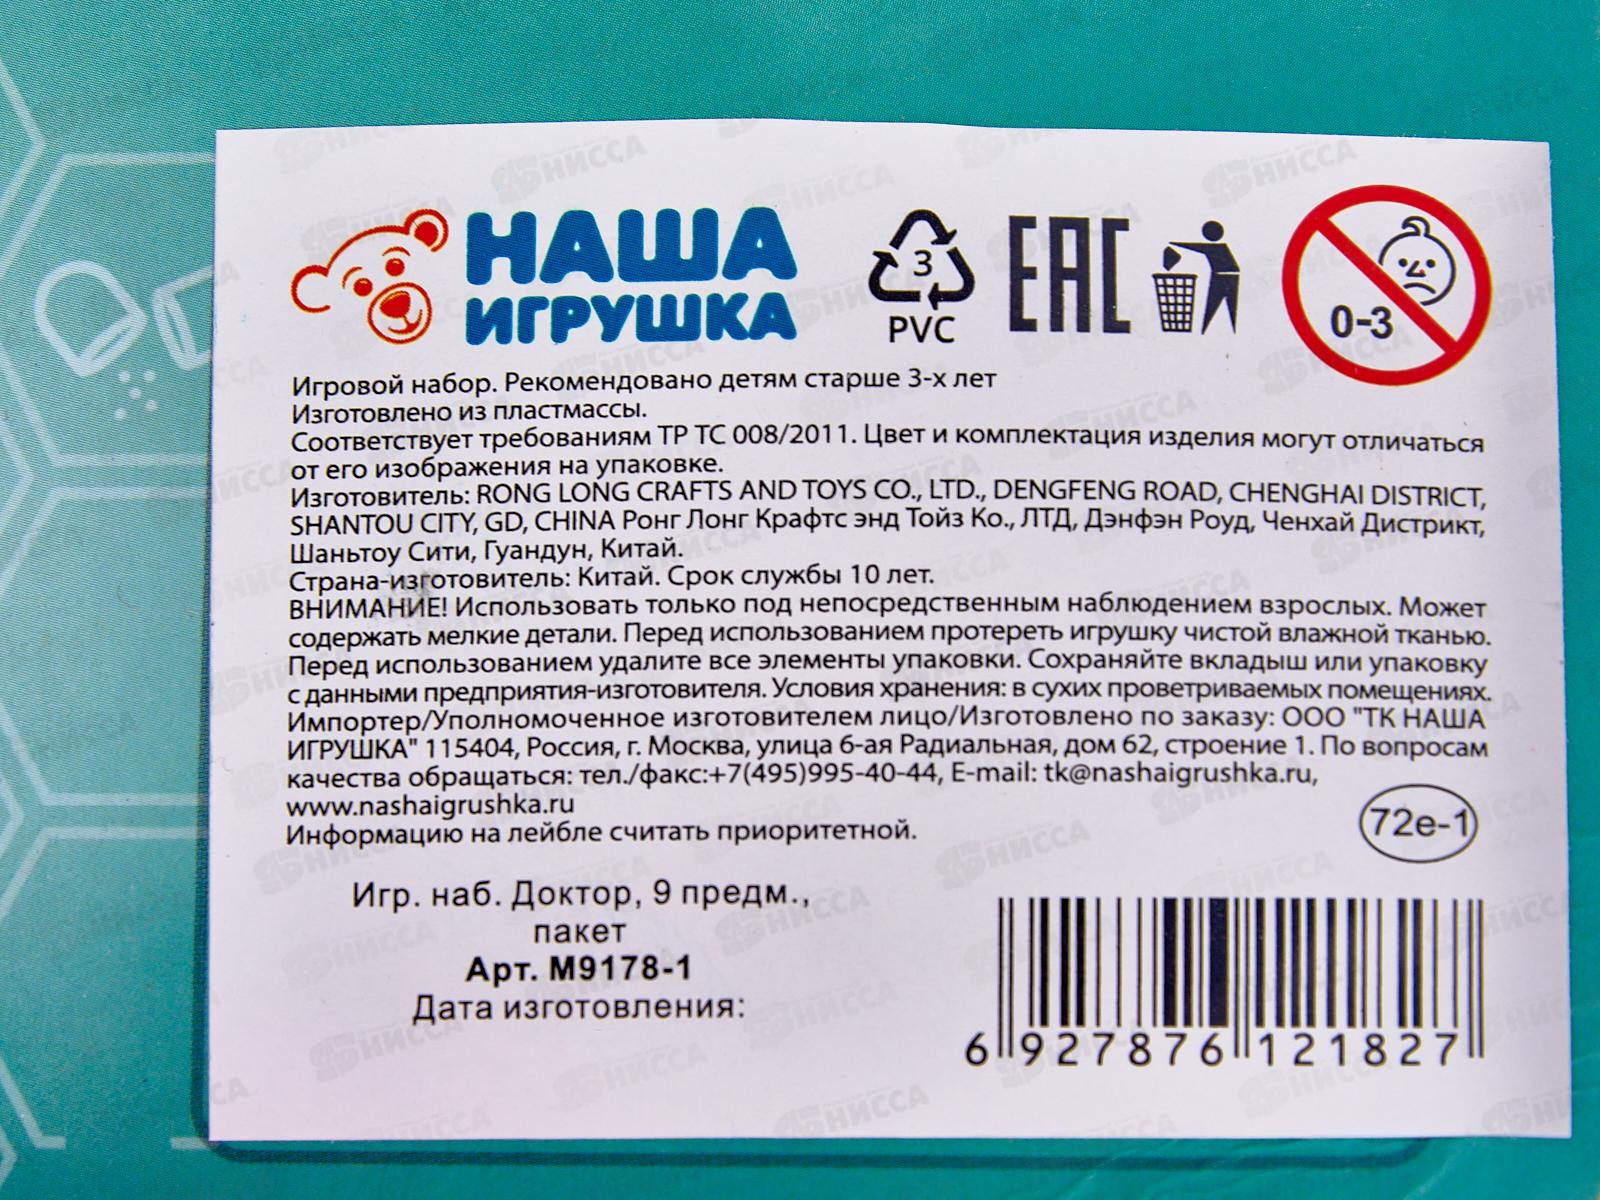 НАША
ИГРУШКА
3
PVC
EAC
0-3
Игровой набор. Рекомендовано детям старше 3-х лет
Изготовлено из пластмассы.
Соответствует требованиям ТР ТС 008/2011. Цвет и комплектация изделия могут отличаться
от его изображения на упаковке.
Изготовитель: RONG LONG CRAFTS AND TOYS CO., LTD., DENGFENG ROAD, CHENGHAI DISTRICT,
SHANTOU CITY, GD, CHINA Ронг Лонг Крафтс энд Тойз Ко., ЛТД, Дэнфэн Роуд, Ченхай Дистрикт,
Шаньтоу Сити, Гуандун, Китай.
Страна-изготовитель: Китай. Срок службы 10 лет.
ВНИМАНИЕ! Использовать только под непосредственным наблюдением взрослых. Может
содержать мелкие детали. Перед использованием протереть игрушку чистой влажной тканью.
Перед использованием удалите все элементы упаковки. Сохраняйте вкладыш или упаковку
с данными предприятия-изготовителя. Условия хранения: в сухих проветриваемых помещениях.
Импортер/Уполномоченное изготовителем лицо/Изготовлено по заказу: ООО "ТК НАША
ИГРУШКА" 115404, Россия, г. Москва, улица 6-ая Радиальная, дом 62, строение 1. По вопросам
качества обращаться: тел./факс:+7(495)995-40-44, E-mail: tk@nashaigrushka.ru,
www.nashaigrushka.ru
Информацию на лейбле считать приоритетной.
72e-1
Игр. наб. Доктор, 9 предм.,
пакет
Арт. M9178-1
Дата изготовления:
6 927876 121827